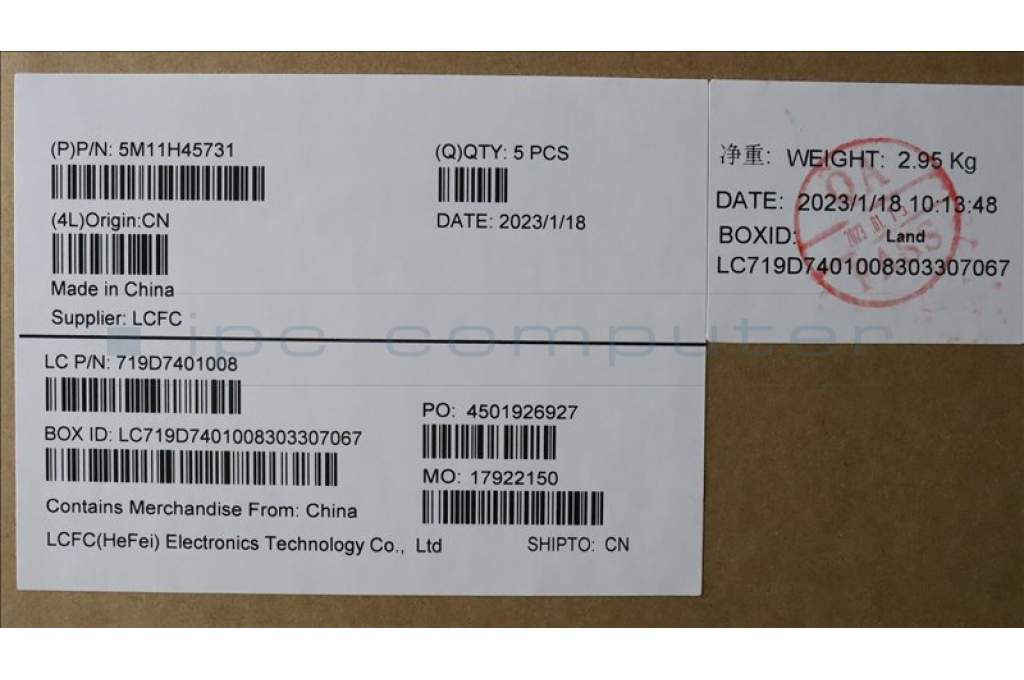 (P)P/N: 5M11H45731
(Q)QTY: 5 PCS
(4L)Origin:CN
DATE: 2023/1/18
Made in China
Supplier: LCFC
净重: WEIGHT: 2.95 Kg
DATE: 2023/1/18 10:13:48
BOXID: Land
LC719D7401008303307067
OK
PASS
ipc computer
LC P/N: 719D7401008
PO: 4501926927
BOX ID: LC719D7401008303307067
MO: 17922150
Contains Merchandise From: China
LCFC(HeFei) Electronics Technology Co., Ltd
SHIPTO: CN